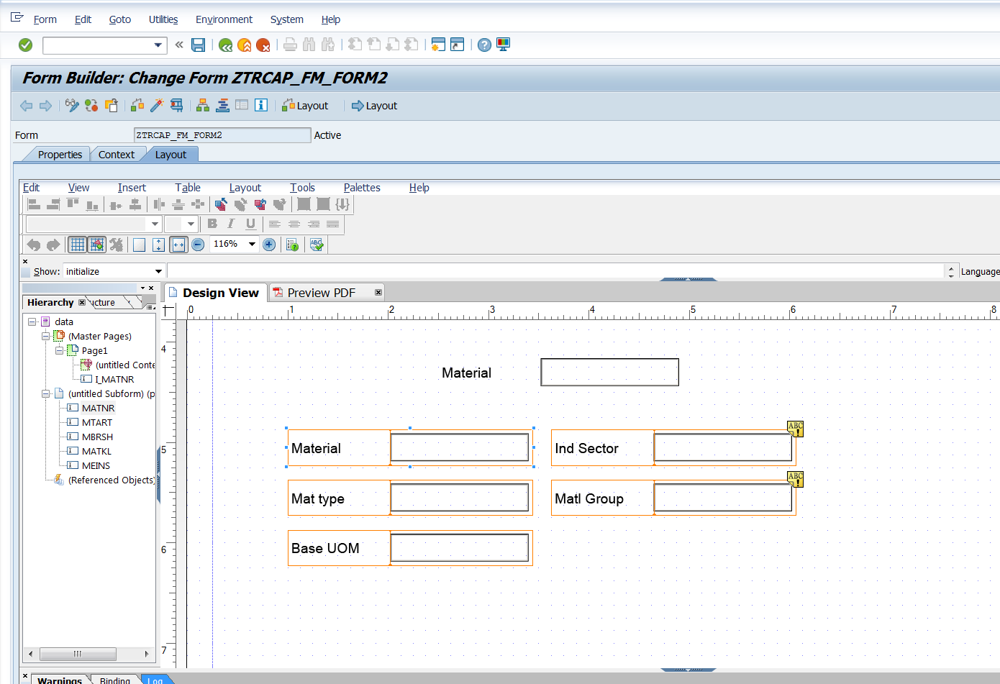 Form Edit Goto Utilities Environment System Help
Form Builder: Change Form ZTRCAP_FM_FORM2
Layout Layout
Form ZTRCAP_FM_FORM2 Active
Properties Context Layout
Edit View Insert Table Layout Tools Palettes Help
B I U
116% ABC
Show: initialize Language
Hierarchy ucture Design View Preview PDF
0 1 2 3 4 5 6 7 8
data
(Master Pages)
Page1
(untitled Conte
I_MATNR
(untitled Subform) (p
MATNR
MTART
MBRSH
MATKL
MEINS
(Referenced Objects)
4
Material
ABC
5 Material Ind Sector
ABC
Mat type Matl Group
6 Base UOM
7
Warnings Binding Log